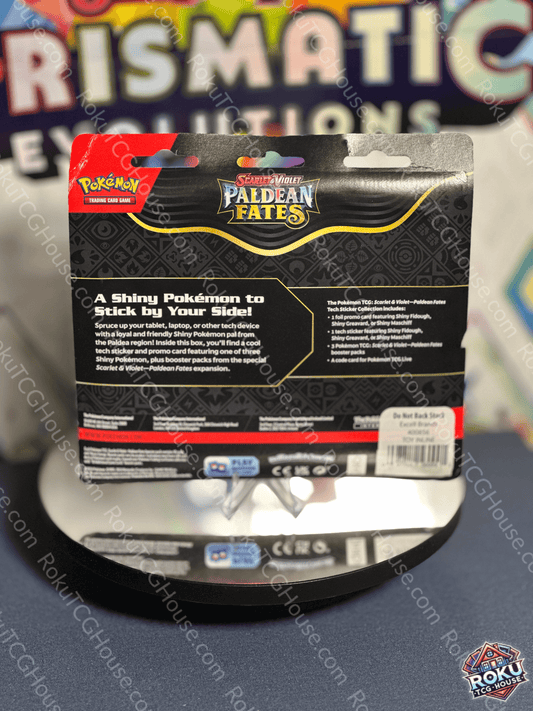 RISMATIC
EVOLUTIONS
Pokémon
TRADING CARD GAME
SCARLET & VIOLET
PALDEAN
FATES
A Shiny Pokémon to
Stick by Your Side!
Spruce up your tablet, laptop, or other tech device
with a loyal and friendly Shiny Pokémon pal from
the Paldea region! Inside this box, you'll find a cool
tech sticker and promo card featuring one of three
Shiny Pokémon, plus booster packs from the special
Scarlet & Violet—Paldean Fates expansion.
The Pokémon TCG: Scarlet & Violet—Paldean Fates
Tech Sticker Collection includes:
• 1 full promo card featuring Shiny Fidough,
Shiny Greavard, or Shiny Maschiff
• 1 tech sticker featuring Shiny Fidough,
Shiny Greavard, or Shiny Maschiff
• 3 Pokémon TCG: Scarlet & Violet—Paldean Fates
booster packs
• A code card for Pokémon TCG Live
Do Not Back Stock
Excell Brands
TOY INLINE
PLAY
RokuTCGHouse.com
ROKU
TCG-HOUSE